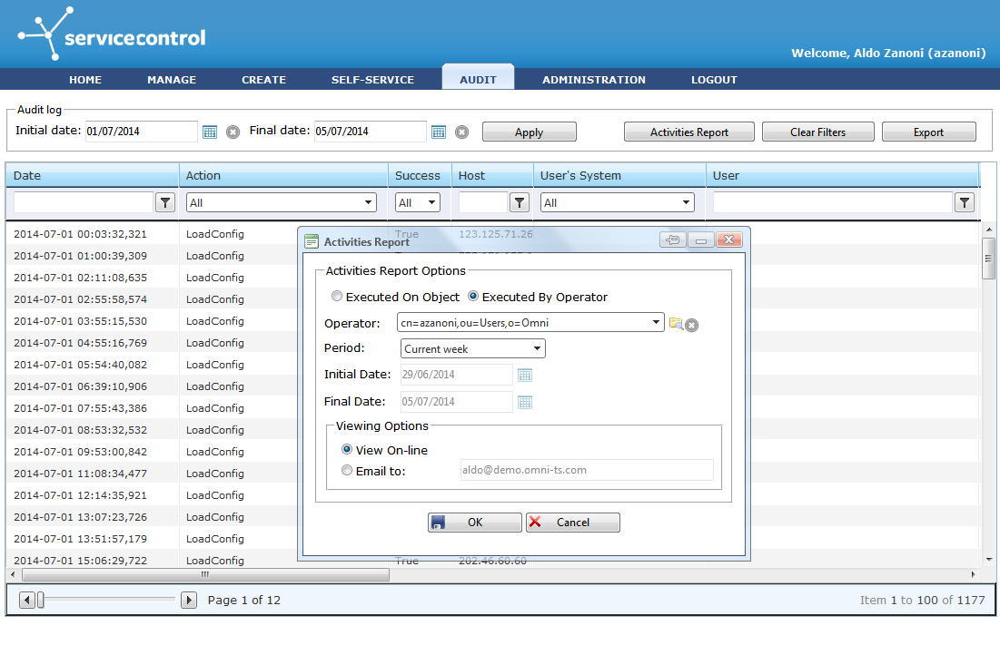 servicecontrol
Welcome, Aldo Zanoni (azanoni)
HOME MANAGE CREATE SELF-SERVICE AUDIT ADMINISTRATION LOGOUT
Audit log
Initial date: 01/07/2014 Final date: 05/07/2014 Apply Activities Report Clear Filters Export
Date Action Success Host User's System User
All All All
2014-07-01 00:03:32,321 LoadConfig True 123.125.71.26
2014-07-01 01:00:39,309 LoadConfig
2014-07-01 02:11:08,635 LoadConfig
2014-07-01 02:55:58,574 LoadConfig
2014-07-01 03:55:15,530 LoadConfig
2014-07-01 04:55:16,769 LoadConfig
2014-07-01 05:54:40,082 LoadConfig
2014-07-01 06:39:10,906 LoadConfig
2014-07-01 07:55:43,386 LoadConfig
2014-07-01 08:53:32,532 LoadConfig
2014-07-01 09:53:00,842 LoadConfig
2014-07-01 11:08:34,477 LoadConfig
2014-07-01 12:14:35,921 LoadConfig
2014-07-01 13:07:23,726 LoadConfig
2014-07-01 13:51:57,179 LoadConfig
2014-07-01 15:06:29,722 LoadConfig True 202.46.60.60
Activities Report
Activities Report Options
Executed On Object Executed By Operator
Operator: cn=azanoni,ou=Users,o=Omni
Period: Current week
Initial Date: 29/06/2014
Final Date: 05/07/2014
Viewing Options
View On-line
Email to: aldo@demo.omni-ts.com
OK Cancel
Page 1 of 12 Item 1 to 100 of 1177